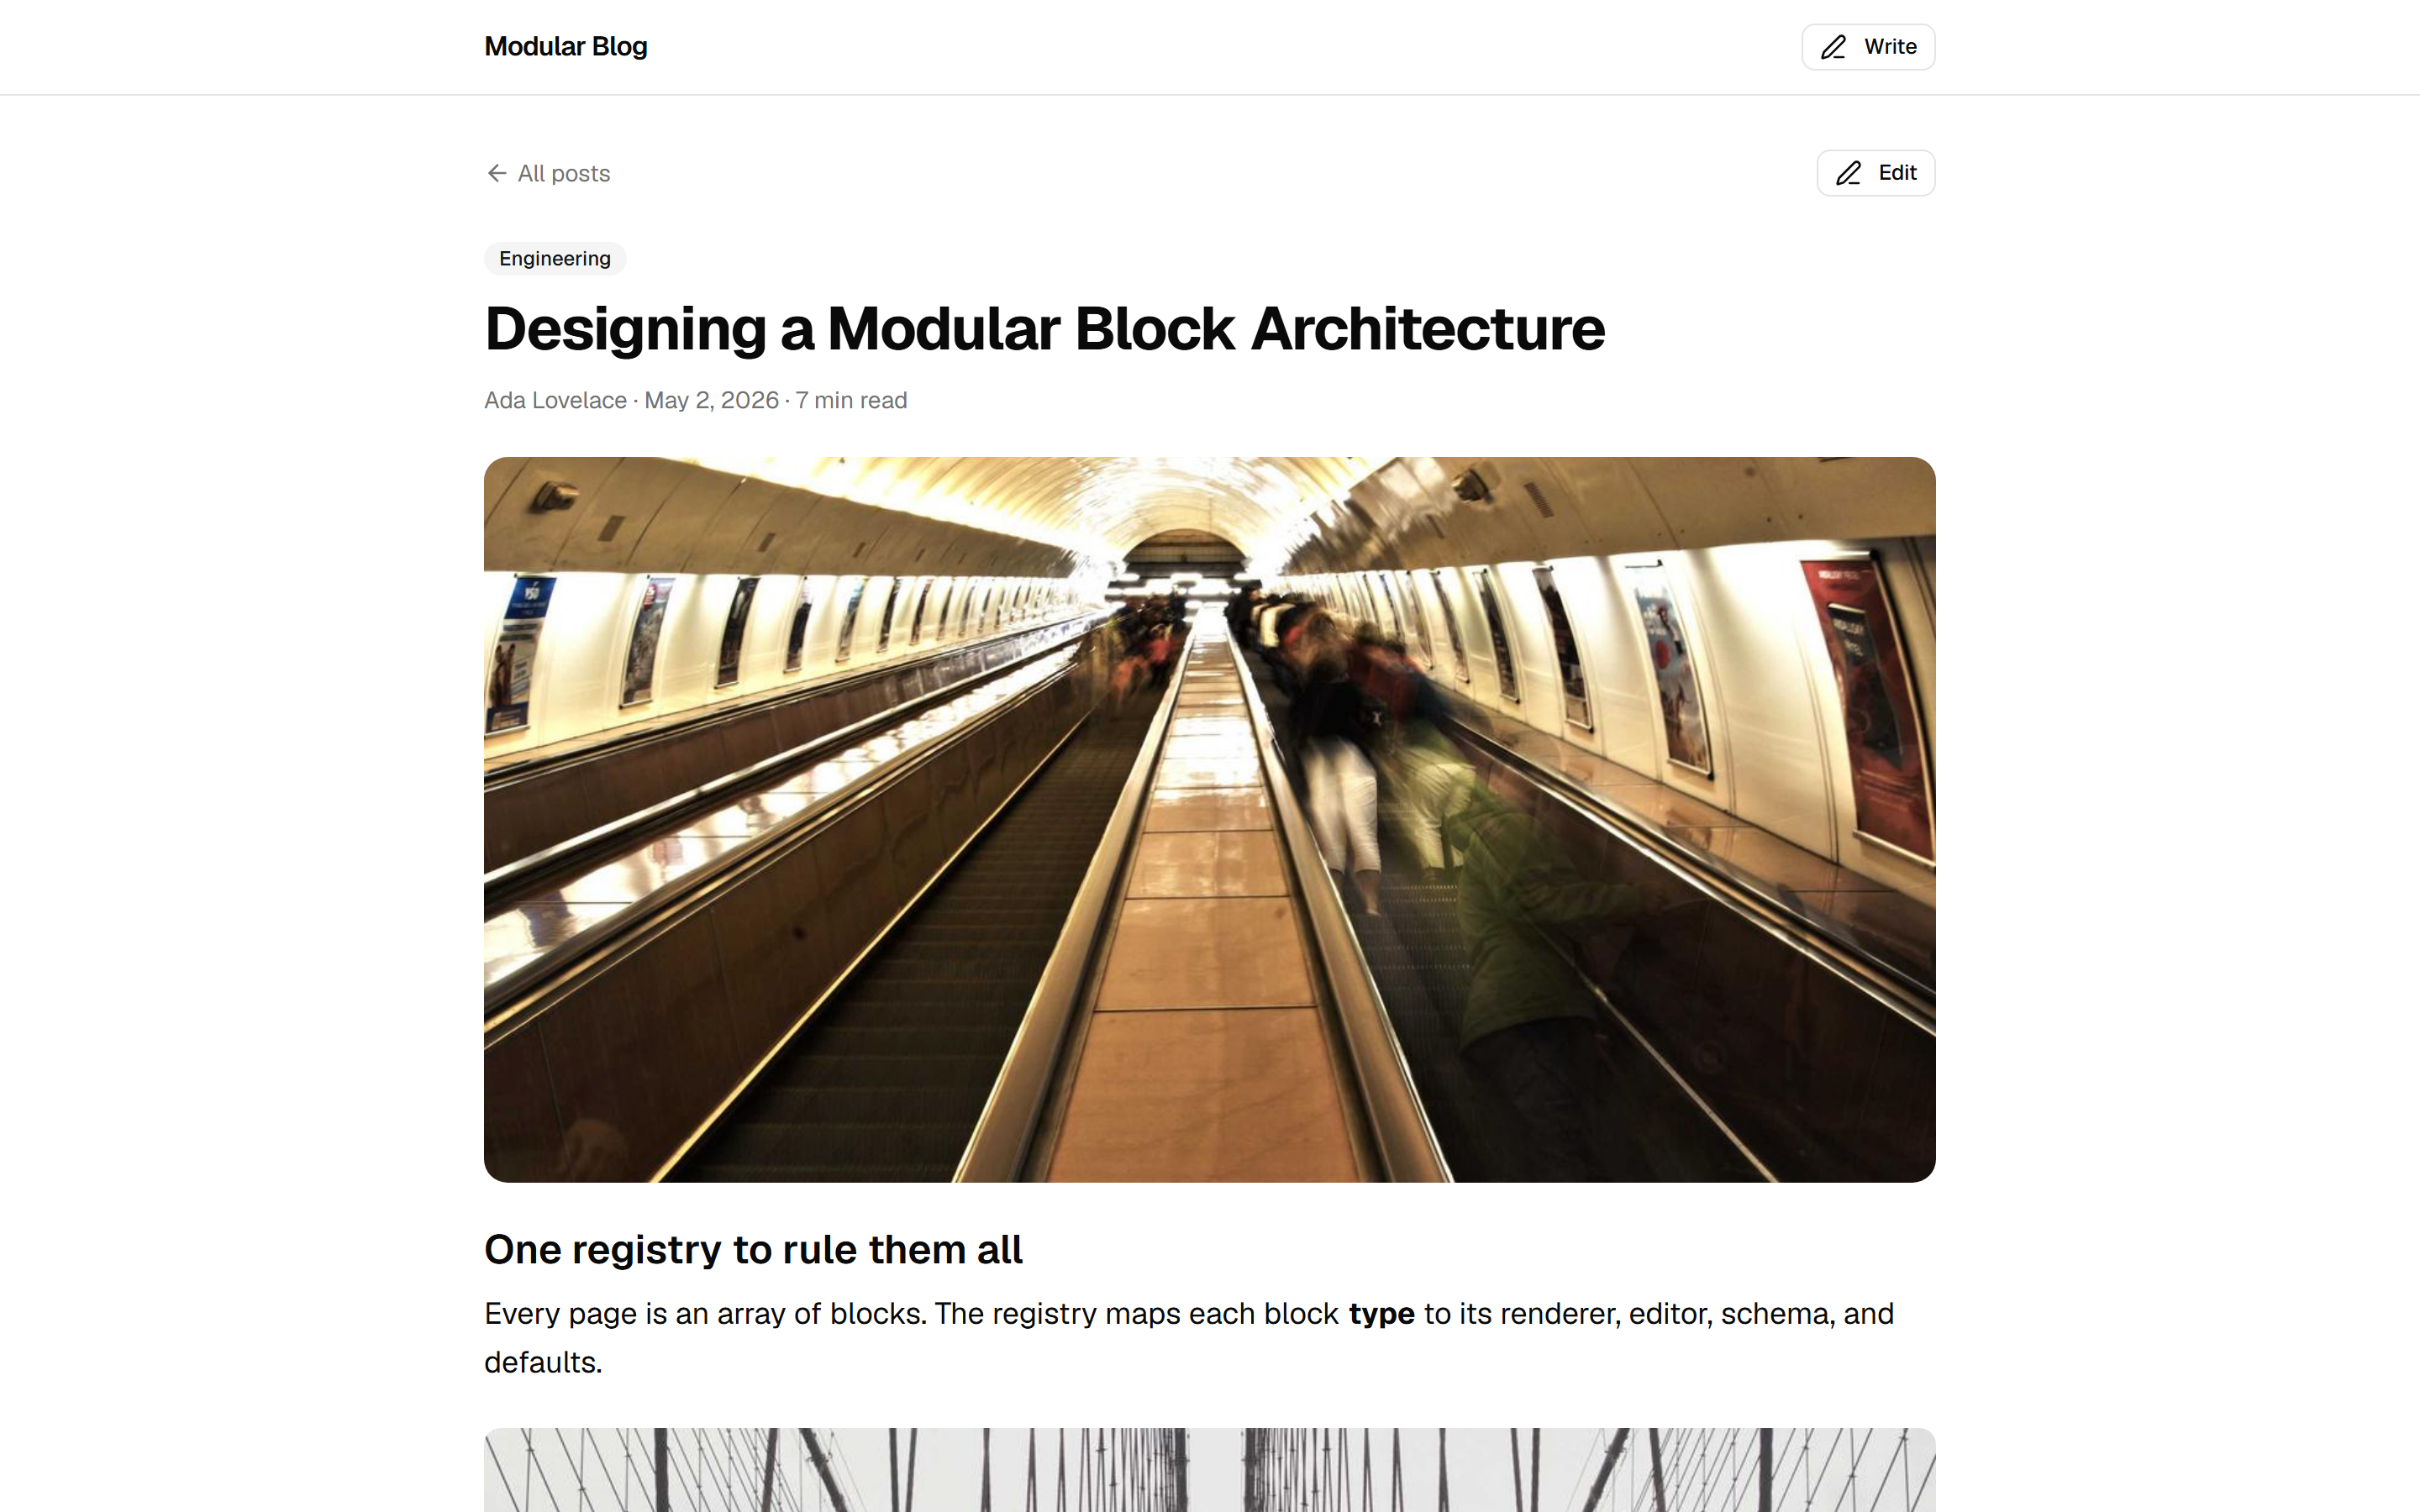 Modular Blog
Write
All posts
Edit
Engineering
Designing a Modular Block Architecture
Ada Lovelace · May 2, 2026 · 7 min read
One registry to rule them all
Every page is an array of blocks. The registry maps each block type to its renderer, editor, schema, and
defaults.